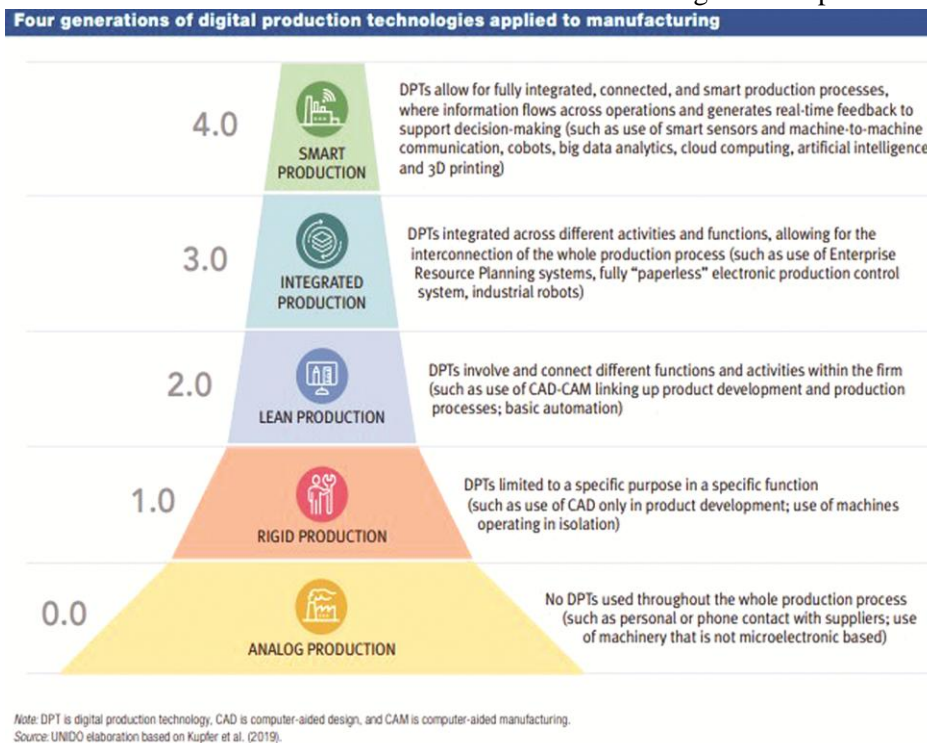 Four generations of digital production technologies applied to manufacturing
4.0
SMART
PRODUCTION
DPTs allow for fully integrated, connected, and smart production processes,
where information flows across operations and generates real-time feedback to
support decision-making (such as use of smart sensors and machine-to-machine
communication, cobots, big data analytics, cloud computing, artificial intelligence
and 3D printing)
3.0
INTEGRATED
PRODUCTION
DPTs integrated across different activities and functions, allowing for the
interconnection of the whole production process (such as use of Enterprise
Resource Planning systems, fully “paperless” electronic production control
system, industrial robots)
2.0
LEAN PRODUCTION
DPTs involve and connect different functions and activities within the firm
(such as use of CAD-CAM linking up product development and production
processes; basic automation)
1.0
RIGID PRODUCTION
DPTs limited to a specific purpose in a specific function
(such as use of CAD only in product development; use of machines
operating in isolation)
0.0
ANALOG PRODUCTION
No DPTs used throughout the whole production process
(such as personal or phone contact with suppliers; use
of machinery that is not microelectronic based)
Note: DPT is digital production technology, CAD is computer-aided design, and CAM is computer-aided manufacturing.
Source: UNIDO elaboration based on Kupfer et al. (2019).